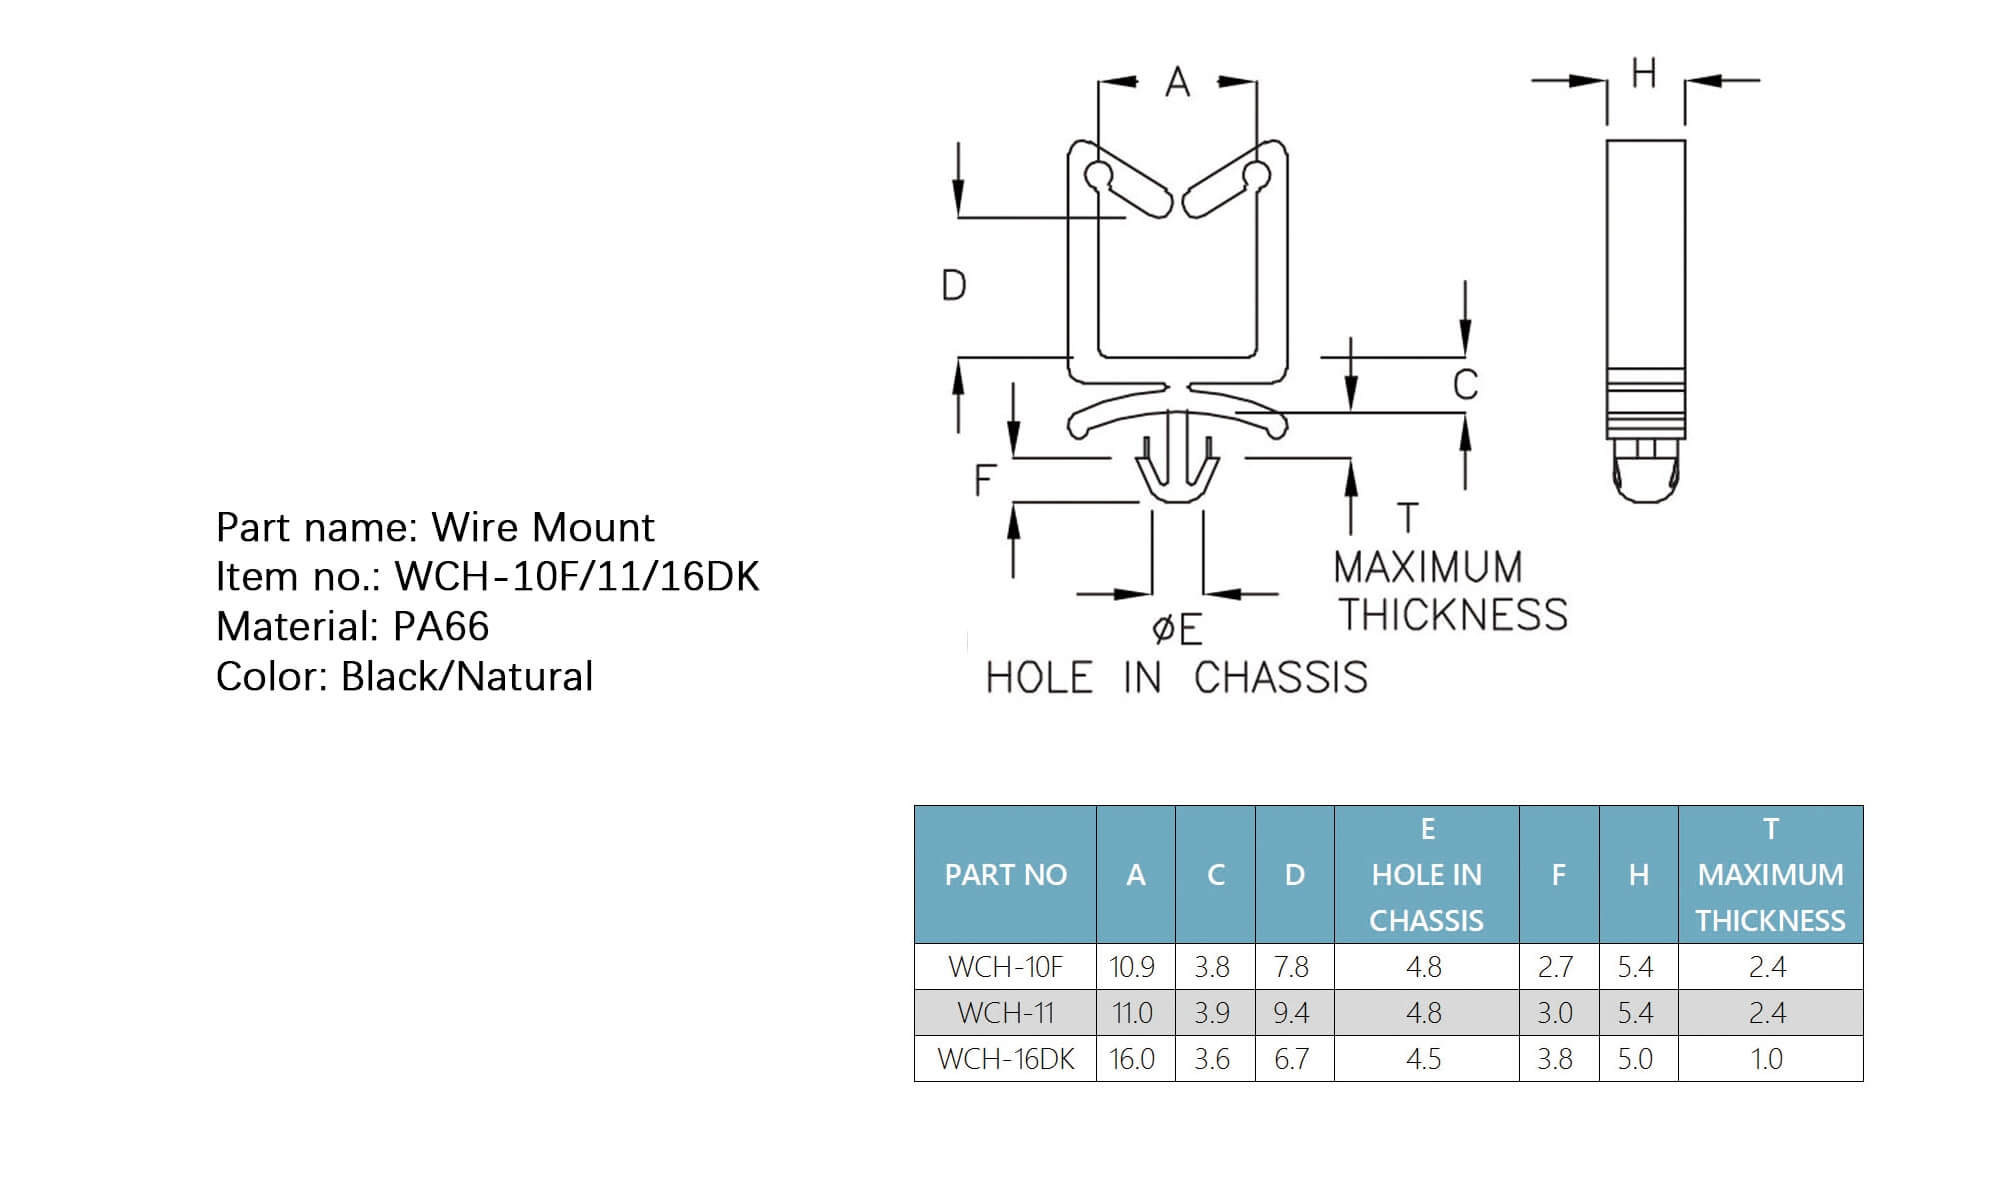 Part name: Wire Mount
Item no.: WCH-10F/11/16DK
Material: PA66
Color: Black/Natural
A
H
D
C
F
T
MAXIMUM
THICKNESS
øE
HOLE IN CHASSIS
PART NO A C D E HOLE IN CHASSIS F H T MAXIMUM THICKNESS
WCH-10F 10.9 3.8 7.8 4.8 2.7 5.4 2.4
WCH-11 11.0 3.9 9.4 4.8 3.0 5.4 2.4
WCH-16DK 16.0 3.6 6.7 4.5 3.8 5.0 1.0